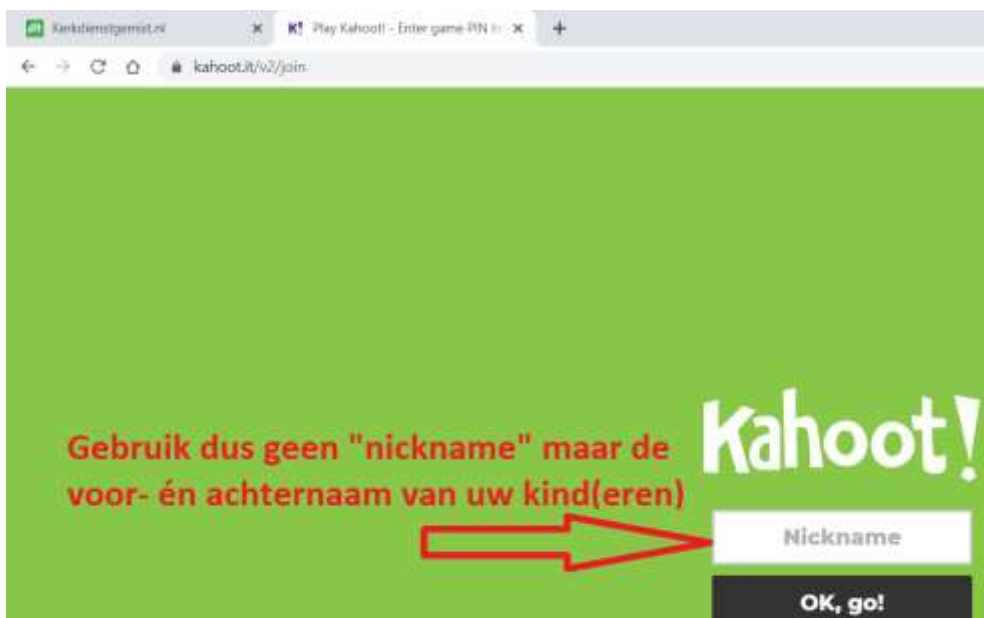 Kerkdienstgemist.nl
K! Play Kahoot! - Enter game PIN
kahoot.it/v2/join
Kahoot!
Gebruik dus geen "nickname" maar de
voor- én achternaam van uw kind(eren)
Nickname
OK, go!